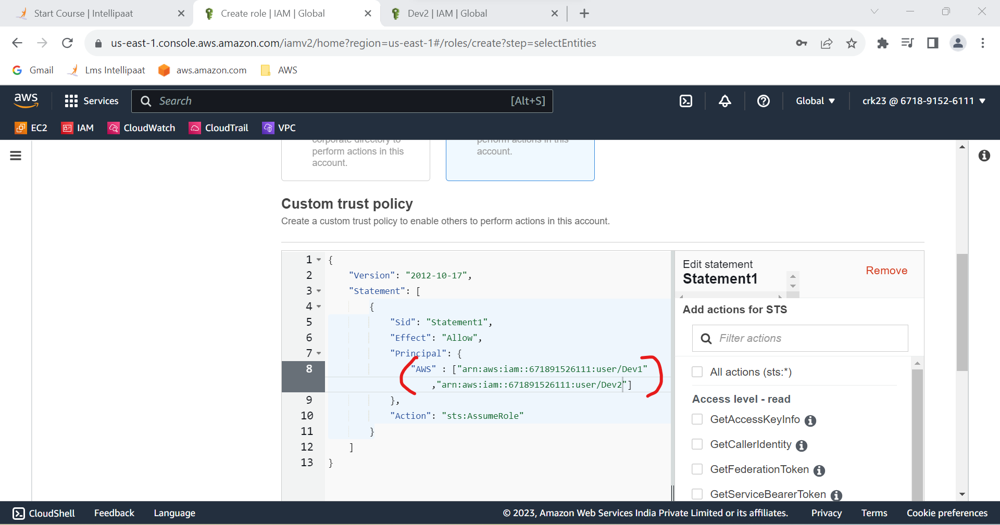 Start Course | Intellipaat
Create role | IAM | Global
Dev2 | IAM | Global
us-east-1.console.aws.amazon.com/iamv2/home?region=us-east-1#/roles/create?step=selectEntities
Gmail
Lms Intellipaat
aws.amazon.com
AWS
aws
Services
Search
[Alt+S]
Global
crk23 @ 6718-9152-6111
EC2
IAM
CloudWatch
CloudTrail
VPC
corporate directory to
perform actions in this
account.
perform actions in this
account.
Custom trust policy
Create a custom trust policy to enable others to perform actions in this account.
1 {
2 "Version": "2012-10-17",
3 "Statement": [
4 {
5 "Sid": "Statement1",
6 "Effect": "Allow",
7 "Principal": {
8 "AWS" : ["arn:aws:iam::671891526111:user/Dev1"
,"arn:aws:iam::671891526111:user/Dev2"]
9 },
10 "Action": "sts:AssumeRole"
11 }
12 ]
13 }
Edit statement
Statement1
Remove
Add actions for STS
Filter actions
All actions (sts:*)
Access level - read
GetAccessKeyInfo
GetCallerIdentity
GetFederationToken
GetServiceBearerToken
CloudShell
Feedback
Language
© 2023, Amazon Web Services India Private Limited or its affiliates.
Privacy
Terms
Cookie preferences